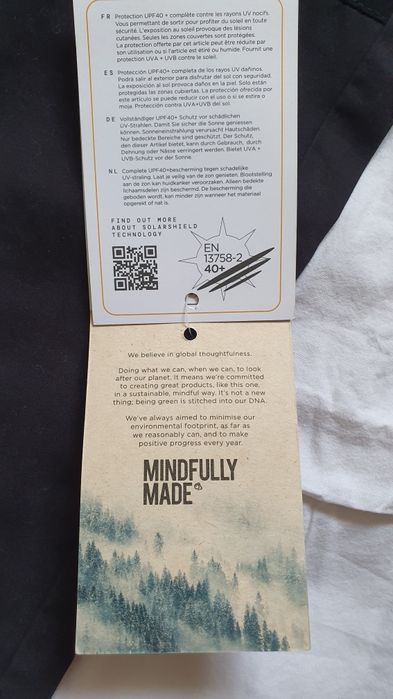 FR Protection UPF40 + complète contre les rayons UV nocifs.
Vous permettant de sortir pour profiter du soleil en toute
sécurité. L'exposition au soleil provoque des lésions
cutanées. Seules les zones couvertes sont protégées.
La protection offerte par cet article peut être réduite par
son utilisation ou si l'article est étiré ou humide. Fournit une
protection UVA + UVB contre le soleil.
ES Protección UPF40+ completa de los rayos UV dañinos.
Podrá salir al exterior para disfrutar del sol con seguridad.
La exposición al sol provoca daños en la piel. Solo están
protegidas las zonas cubiertas. La protección ofrecida por
este artículo se puede reducir con el uso o si se estira o
moja. Protección contra UVA+UVB del sol.
DE Vollständiger UPF40+ Schutz vor schädlichen
UV-Strahlen. Damit Sie sicher die Sonne geniessen
können. Sonneneinstrahlung verursacht Hautschäden.
Nur bedeckte Bereiche sind geschützt. Der Schutz,
den dieser Artikel bietet, kann durch Gebrauch, durch
Dehnung oder Nässe verringert werden. Bietet UVA +
UVB-Schutz vor der Sonne.
NL Complete UPF40+bescherming tegen schadelijke
UV-straling. Laat je veilig van de zon genieten. Blootstelling
aan de zon kan huidkanker veroorzaken. Alleen bedekte
lichaamsdelen zijn beschermd. De bescherming die
geboden wordt, kan minder zijn wanneer het materiaal
opgerekt of nat is.
FIND OUT MORE
ABOUT SOLARSHIELD
TECHNOLOGY
EN
13758-2
40+
We believe in global thoughtfulness.
Doing what we can, when we can, to look
after our planet. It means we're committed
to creating great products, like this one,
in a sustainable, mindful way. It's not a new
thing; being green is stitched into our DNA.
We've always aimed to minimise our
environmental footprint, as far as
we reasonably can, and to make
positive progress every year.
MINDFULLY
MADE